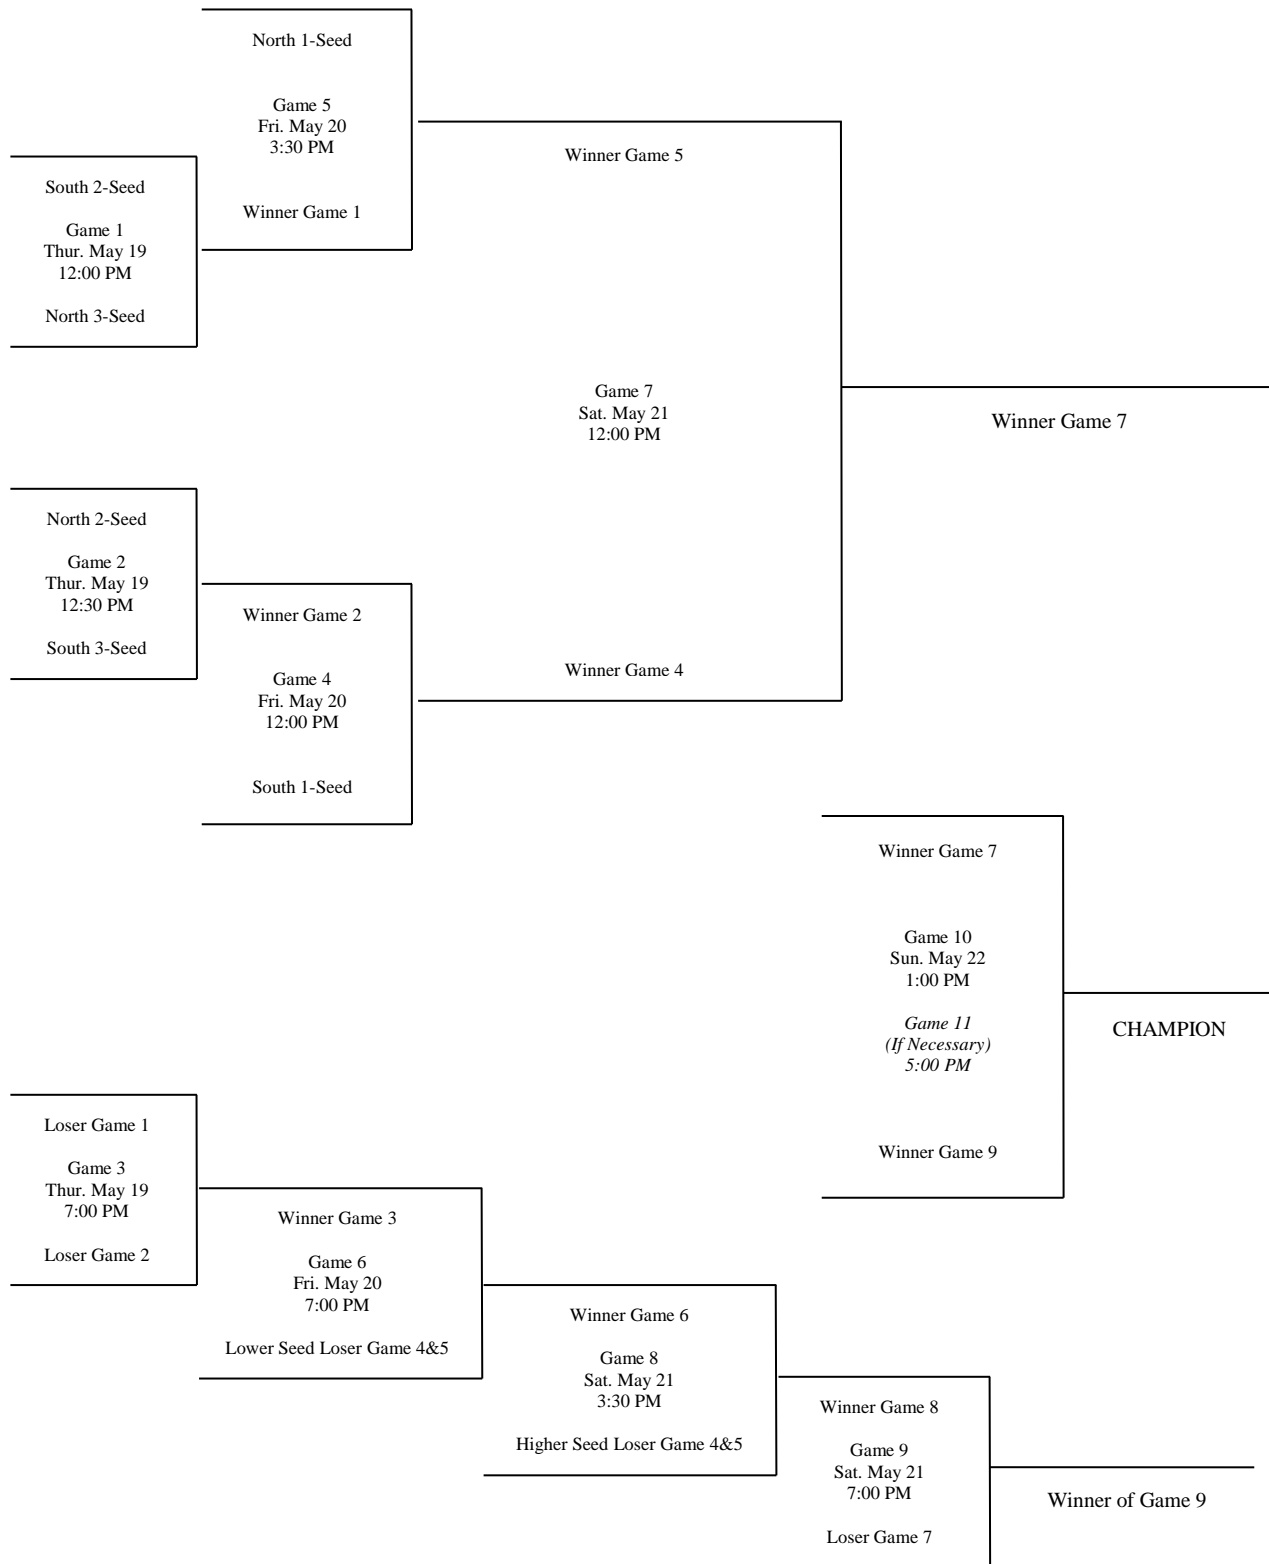 North 1-Seed
Game 5
Fri. May 20
3:30 PM
Winner Game 1
South 2-Seed
Game 1
Thur. May 19
12:00 PM
North 3-Seed
Winner Game 5
Game 7
Sat. May 21
12:00 PM
Winner Game 4
Winner Game 7
North 2-Seed
Game 2
Thur. May 19
12:30 PM
South 3-Seed
Winner Game 2
Game 4
Fri. May 20
12:00 PM
South 1-Seed
Winner Game 7
Game 10
Sun. May 22
1:00 PM
Game 11
(If Necessary)
5:00 PM
Winner Game 9
CHAMPION
Loser Game 1
Game 3
Thur. May 19
7:00 PM
Loser Game 2
Winner Game 3
Game 6
Fri. May 20
7:00 PM
Lower Seed Loser Game 4&5
Winner Game 6
Game 8
Sat. May 21
3:30 PM
Higher Seed Loser Game 4&5
Winner Game 8
Game 9
Sat. May 21
7:00 PM
Loser Game 7
Winner of Game 9